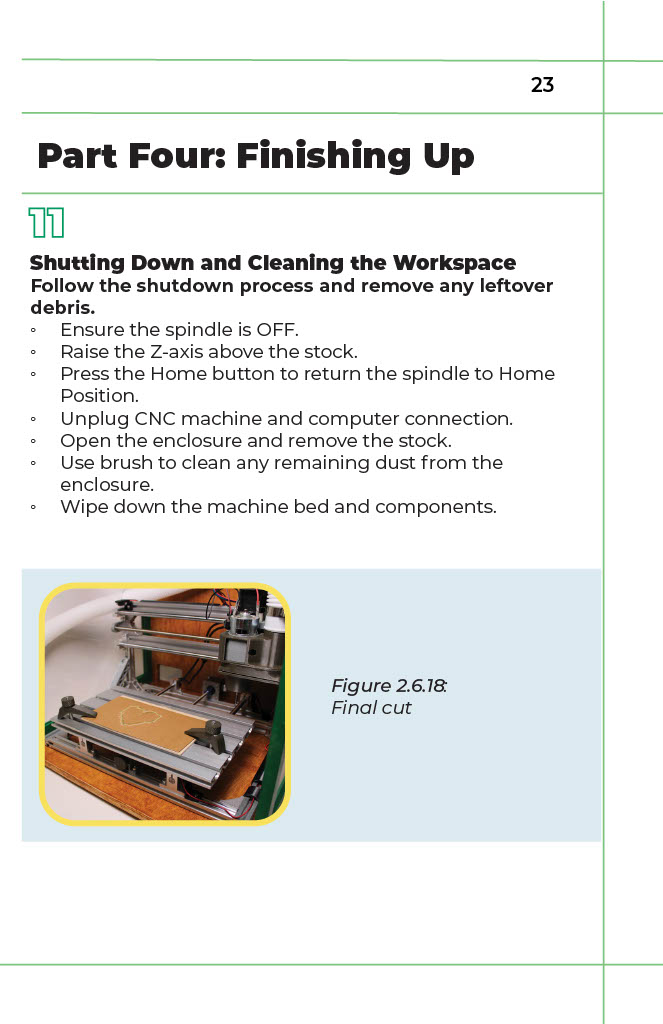 23
Part Four: Finishing Up
11
Shutting Down and Cleaning the Workspace
Follow the shutdown process and remove any leftover
debris.
◦ Ensure the spindle is OFF.
◦ Raise the Z-axis above the stock.
◦ Press the Home button to return the spindle to Home
Position.
◦ Unplug CNC machine and computer connection.
◦ Open the enclosure and remove the stock.
◦ Use brush to clean any remaining dust from the
enclosure.
◦ Wipe down the machine bed and components.
Figure 2.6.18:
Final cut